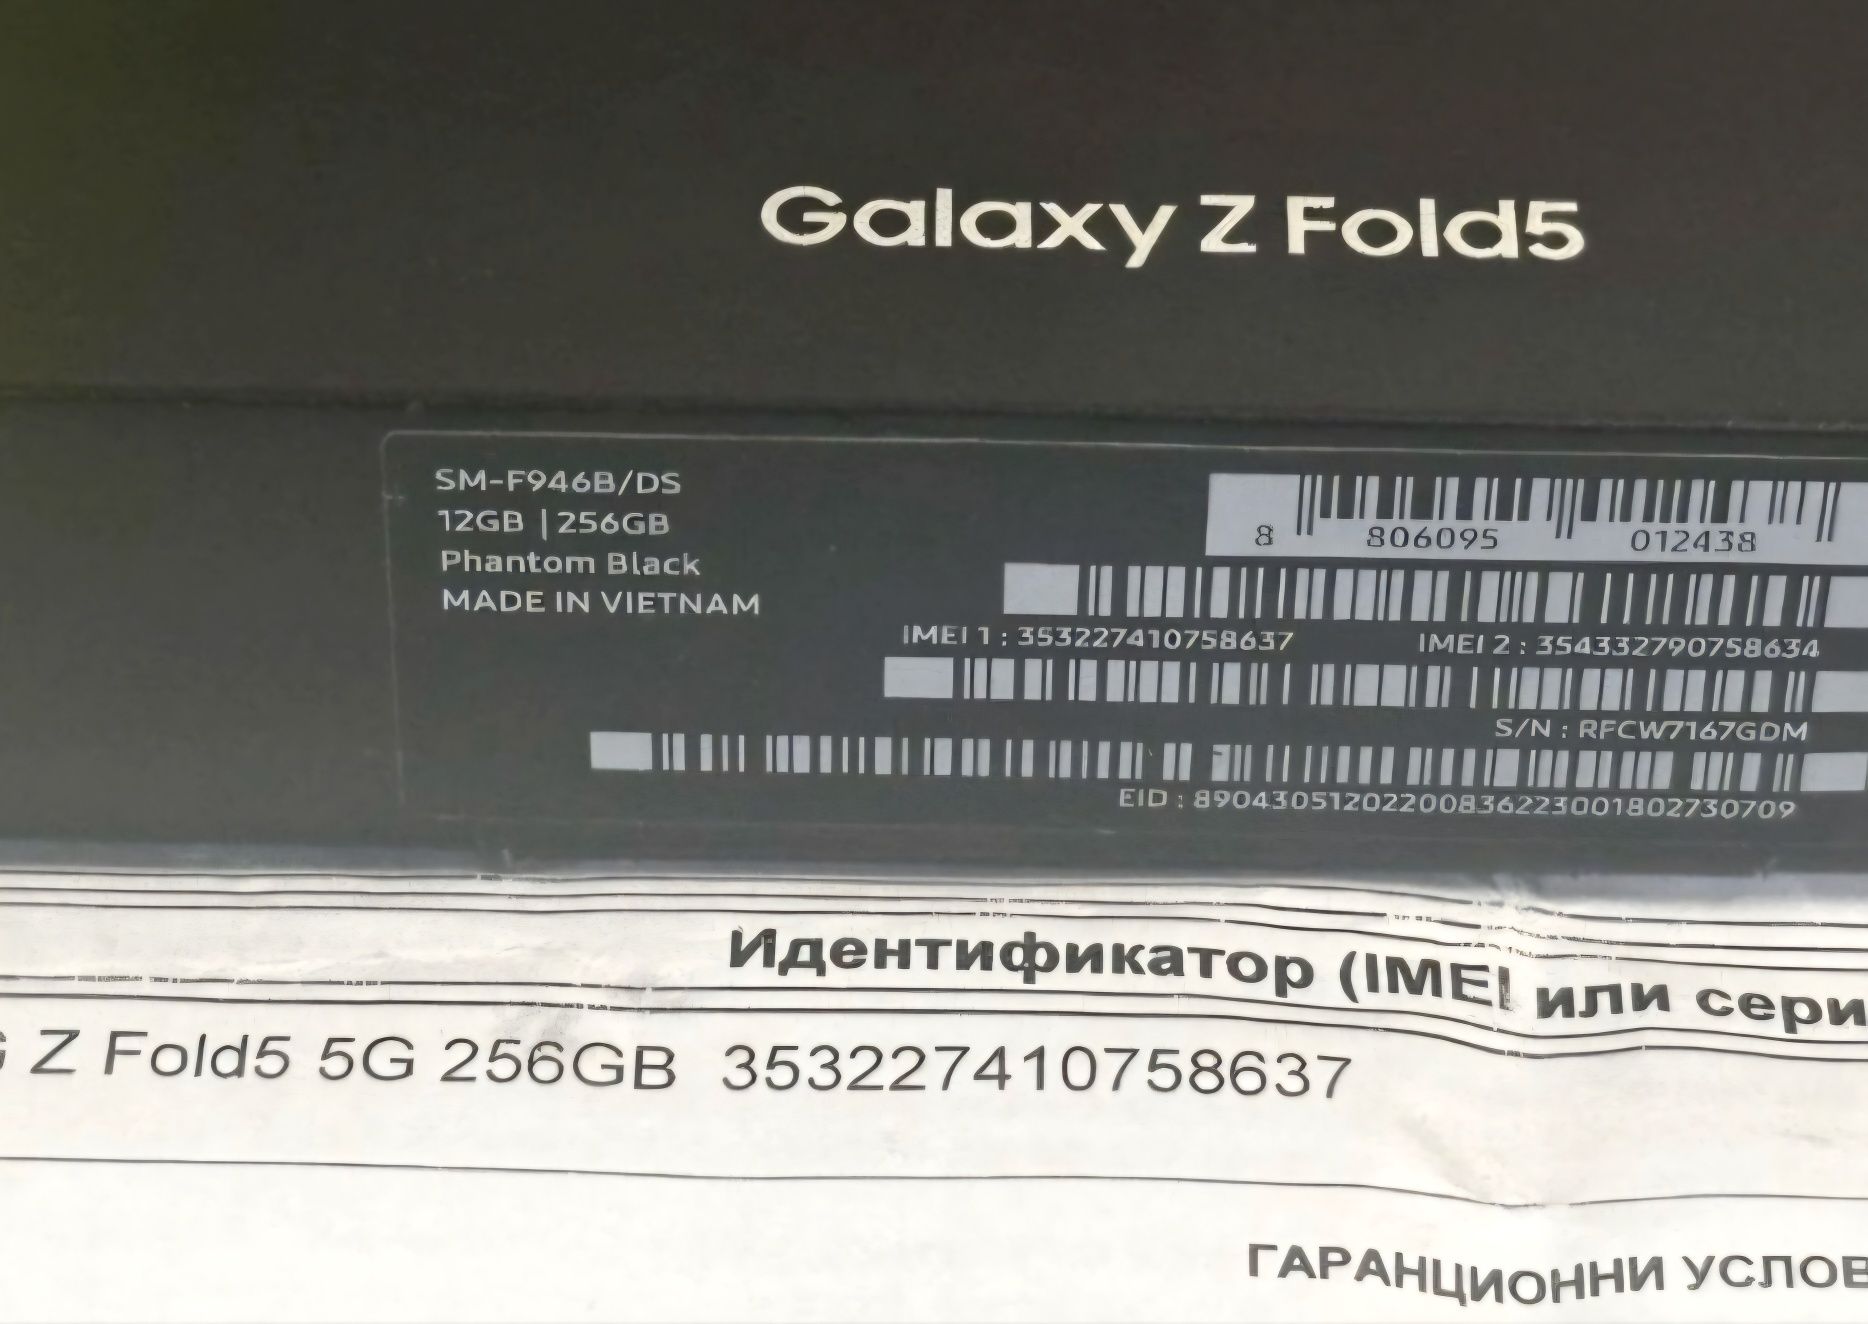 Galaxy Z Fold5
SM-F946B/DS
12GB | 256GB
Phantom Black
MADE IN VIETNAM
8 806095 012438
IMEI 1 : 353227410758637 IMEI 2 : 354332790758634
S/N : RFCW7167GDM
EID : 89043051202200836223001802730709
Идентификатор (IMEI или сери
G Z Fold5 5G 256GB 353227410758637
ГАРАНЦИОННИ УСЛОВ